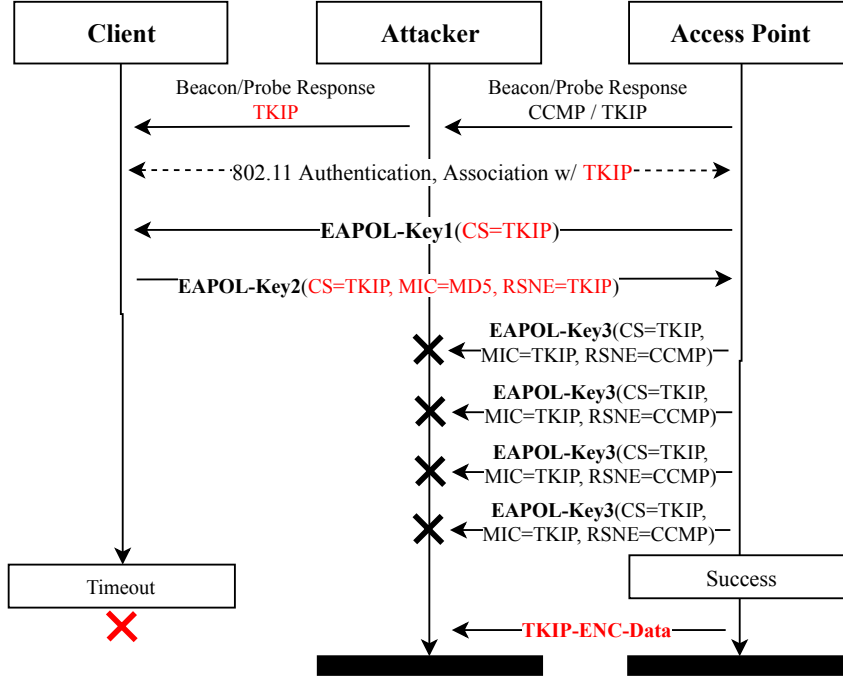 Client
Attacker
Access Point
Beacon/Probe Response
TKIP
Beacon/Probe Response
CCMP / TKIP
802.11 Authentication, Association w/ TKIP
EAPOL-Key1(CS=TKIP)
EAPOL-Key2(CS=TKIP, MIC=MD5, RSNE=TKIP)
EAPOL-Key3(CS=TKIP,
MIC=TKIP, RSNE=CCMP)
EAPOL-Key3(CS=TKIP,
MIC=TKIP, RSNE=CCMP)
EAPOL-Key3(CS=TKIP,
MIC=TKIP, RSNE=CCMP)
EAPOL-Key3(CS=TKIP,
MIC=TKIP, RSNE=CCMP)
Timeout
Success
TKIP-ENC-Data